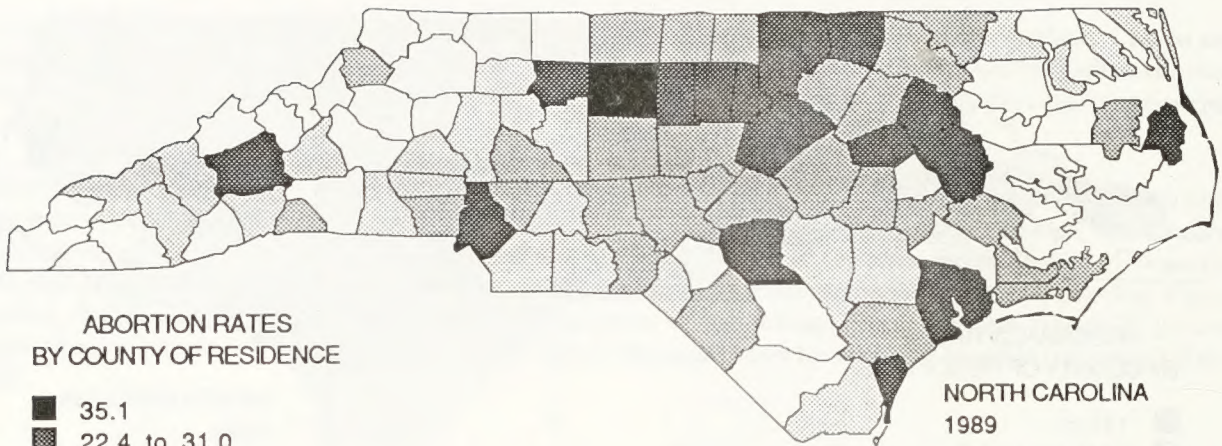 ABORTION RATES
BY COUNTY OF RESIDENCE
35.1
22.4 to 31.0
NORTH CAROLINA
1989